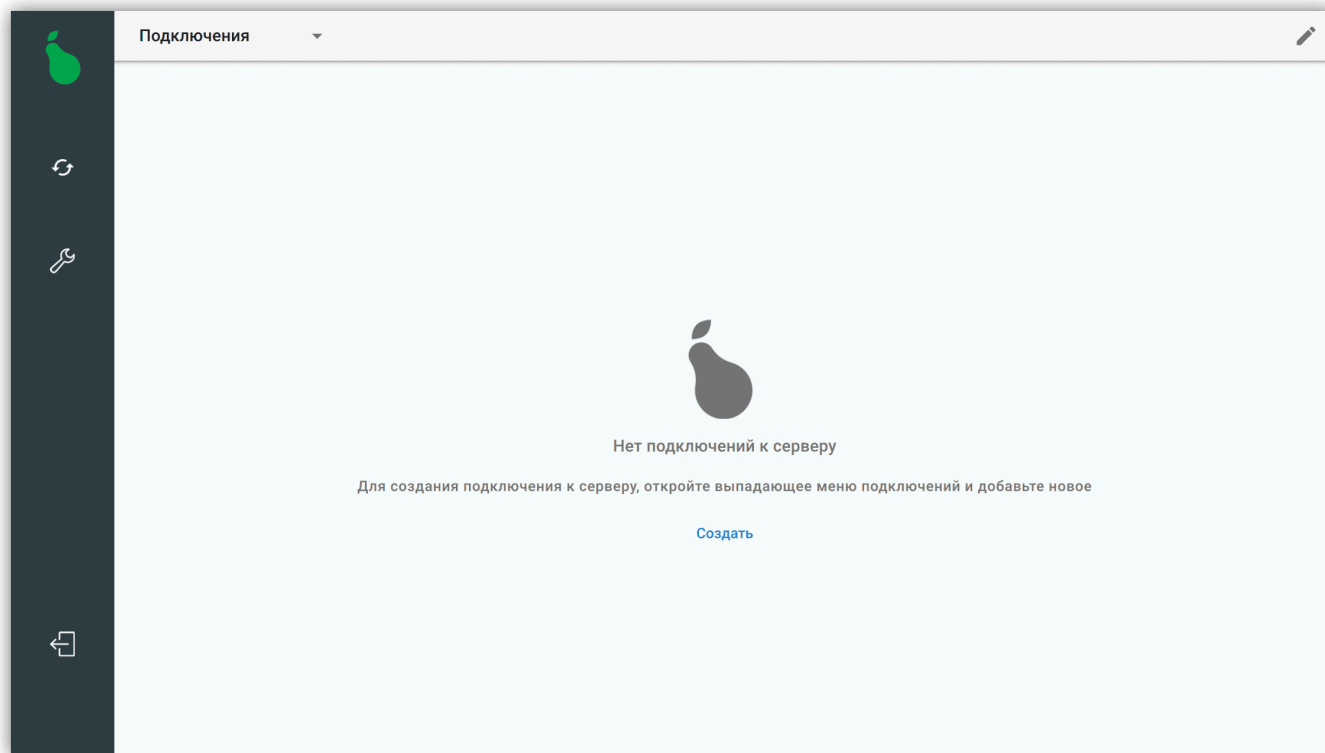 Подключения
Нет подключений к серверу
Для создания подключения к серверу, откройте выпадающее меню подключений и добавьте новое
Создать